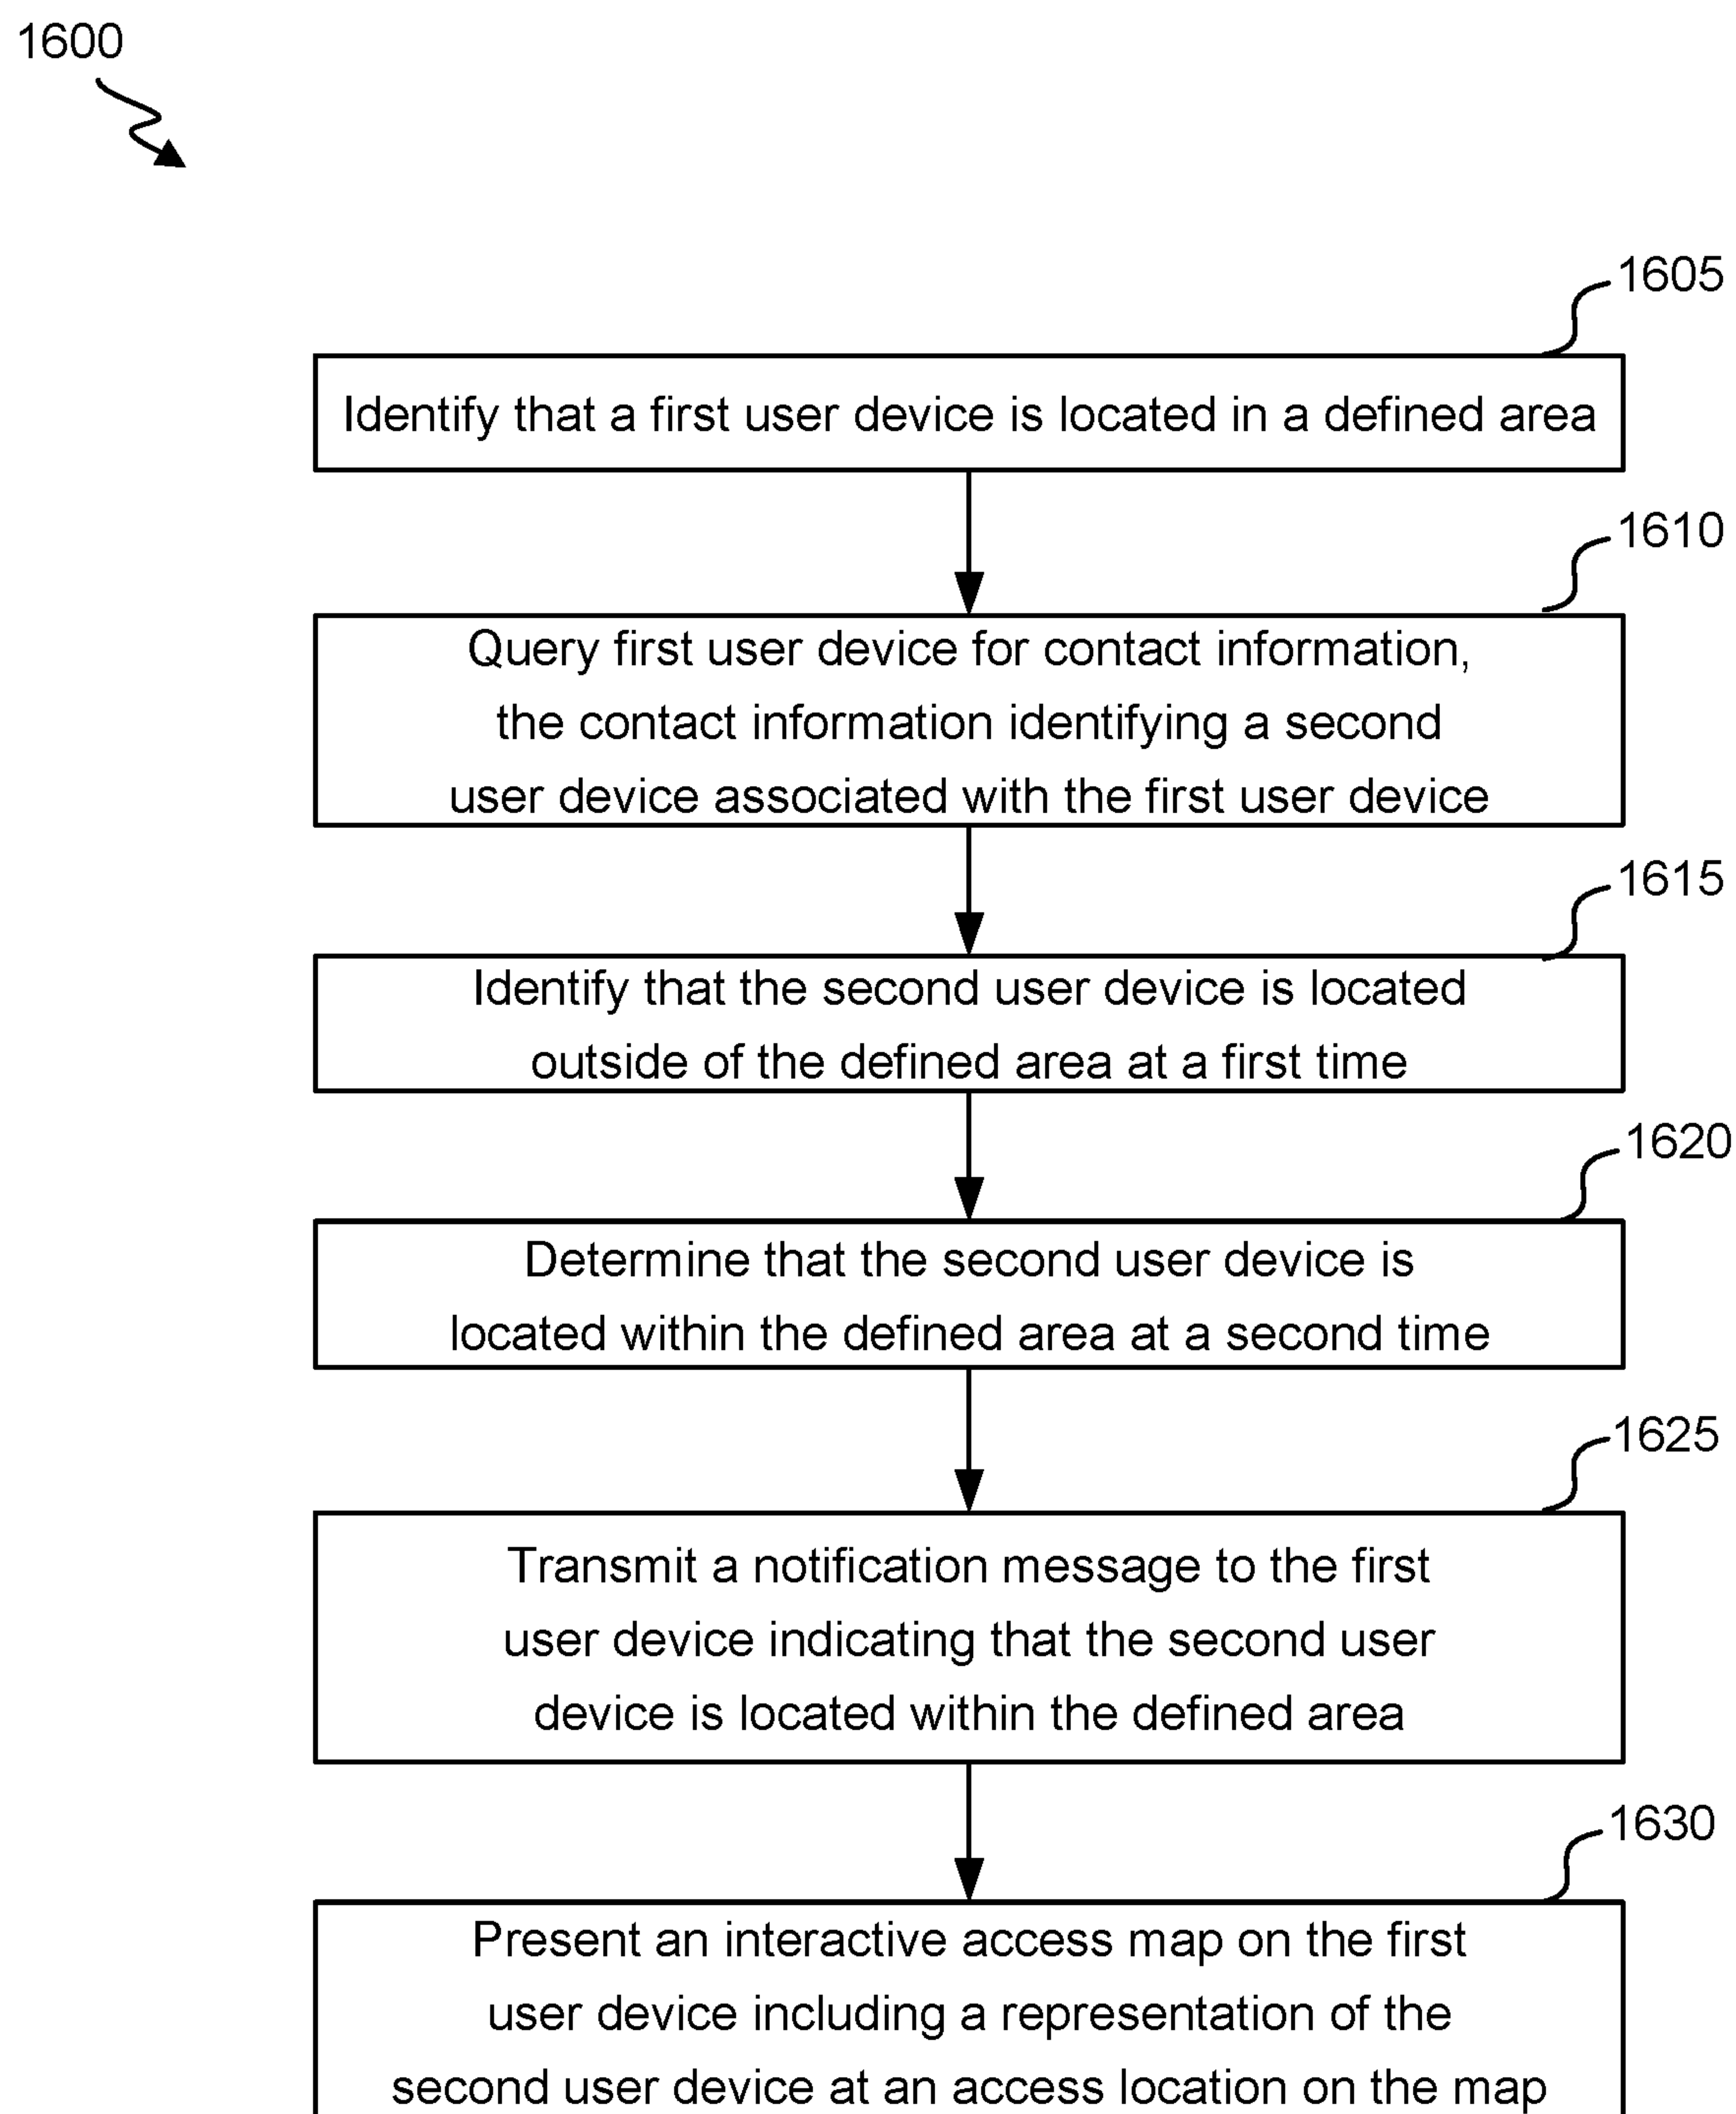 1600
1605
Identify that a first user device is located in a defined area
1610
Query first user device for contact information,
the contact information identifying a second
user device associated with the first user device
1615
Identify that the second user device is located
outside of the defined area at a first time
1620
Determine that the second user device is
located within the defined area at a second time
1625
Transmit a notification message to the first
user device indicating that the second user
device is located within the defined area
1630
Present an interactive access map on the first
user device including a representation of the
second user device at an access location on the map